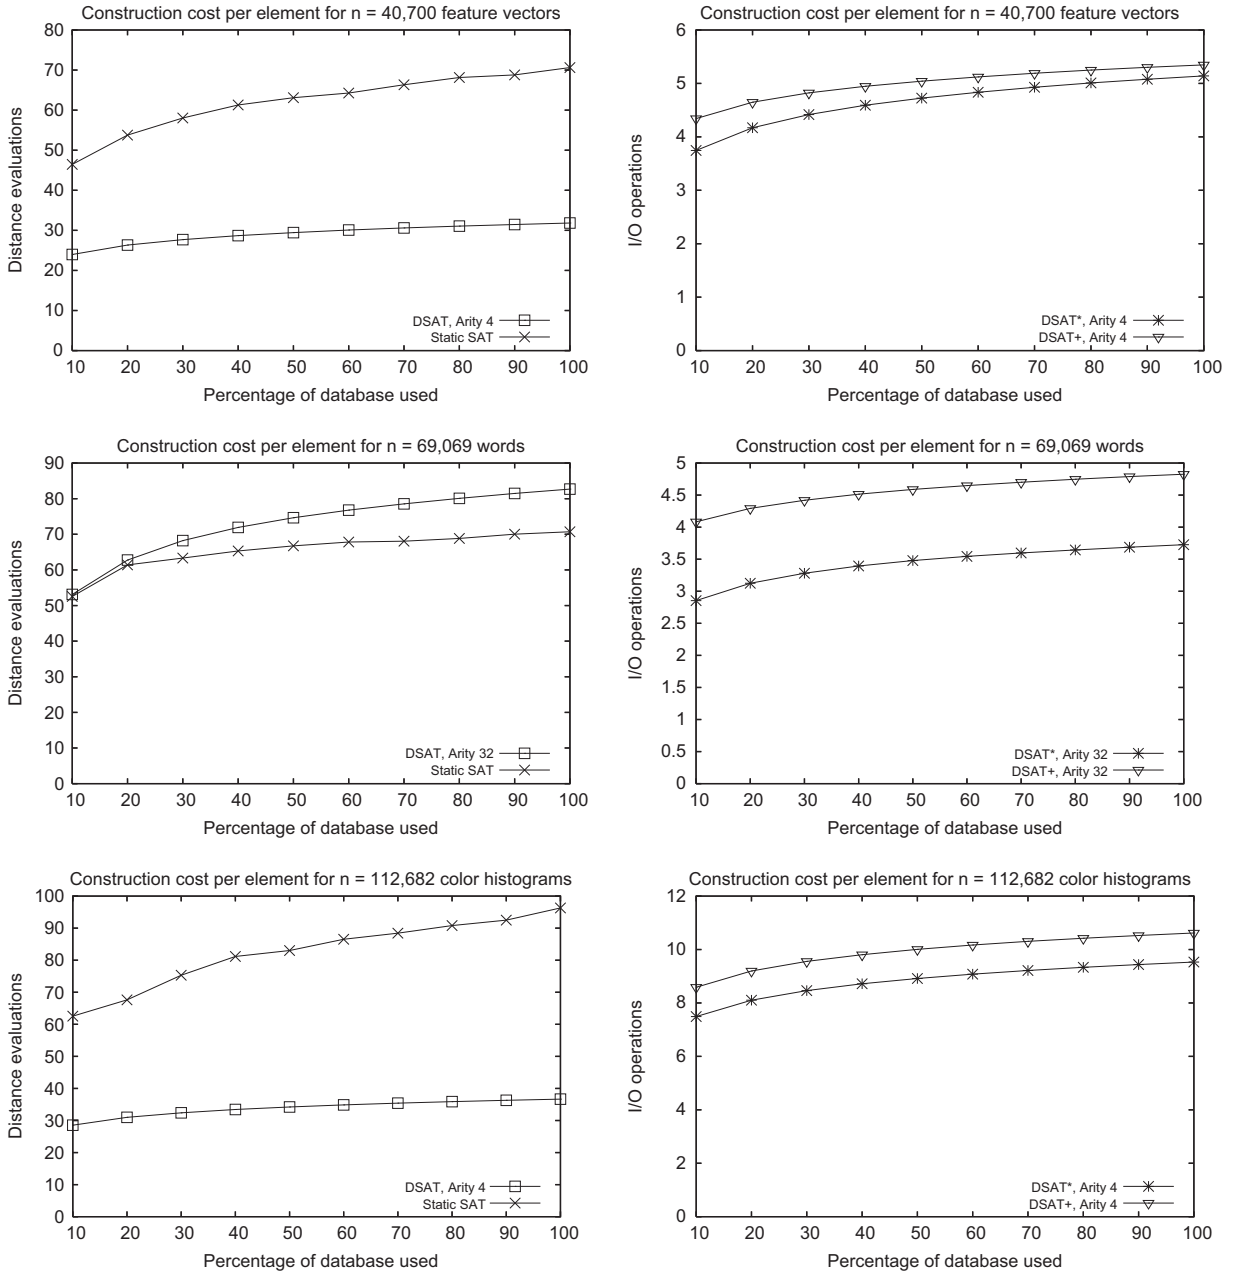 Construction cost per element for n = 40,700 feature vectors
80
70
60
50
40
30
20
10
0
Distance evaluations
DSAT, Arity 4
Static SAT
10 20 30 40 50 60 70 80 90 100
Percentage of database used
Construction cost per element for n = 40,700 feature vectors
6
5
4
3
2
1
0
I/O operations
DSAT*, Arity 4
DSAT+, Arity 4
10 20 30 40 50 60 70 80 90 100
Percentage of database used
Construction cost per element for n = 69,069 words
90
80
70
60
50
40
30
20
10
0
Distance evaluations
DSAT, Arity 32
Static SAT
10 20 30 40 50 60 70 80 90 100
Percentage of database used
Construction cost per element for n = 69,069 words
5
4.5
4
3.5
3
2.5
2
1.5
1
0.5
0
I/O operations
DSAT*, Arity 32
DSAT+, Arity 32
10 20 30 40 50 60 70 80 90 100
Percentage of database used
Construction cost per element for n = 112,682 color histograms
100
90
80
70
60
50
40
30
20
10
0
Distance evaluations
DSAT, Arity 4
Static SAT
10 20 30 40 50 60 70 80 90 100
Percentage of database used
Construction cost per element for n = 112,682 color histograms
12
10
8
6
4
2
0
I/O operations
DSAT*, Arity 4
DSAT+, Arity 4
10 20 30 40 50 60 70 80 90 100
Percentage of database used